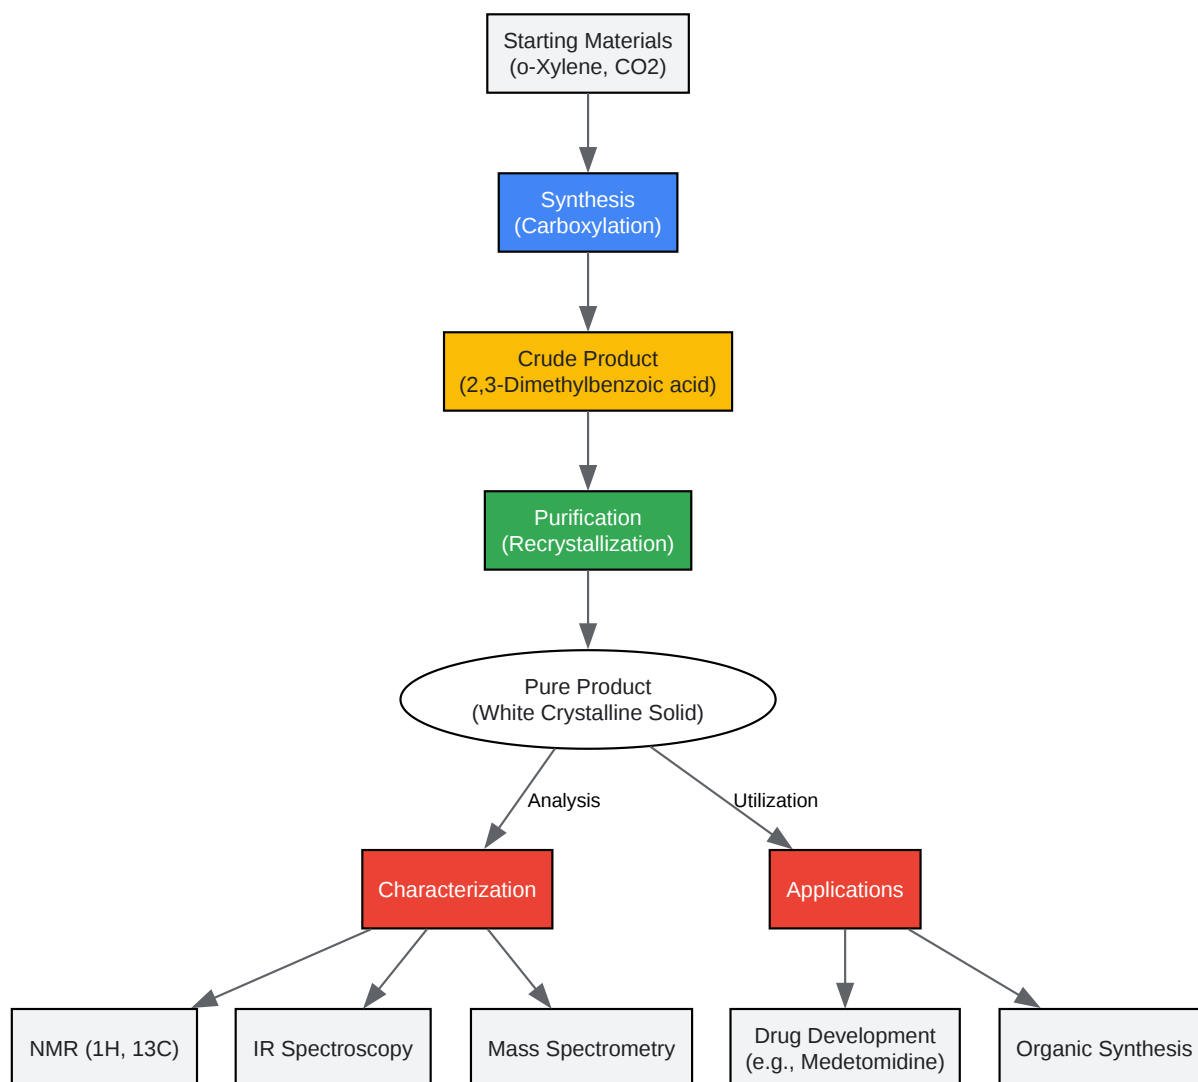 Starting Materials
(o-Xylene, CO2)
Synthesis
(Carboxylation)
Crude Product
(2,3-Dimethylbenzoic acid)
Purification
(Recrystallization)
Pure Product
(White Crystalline Solid)
Analysis
Utilization
Characterization
Applications
NMR (1H, 13C)
IR Spectroscopy
Mass Spectrometry
Drug Development
(e.g., Medetomidine)
Organic Synthesis